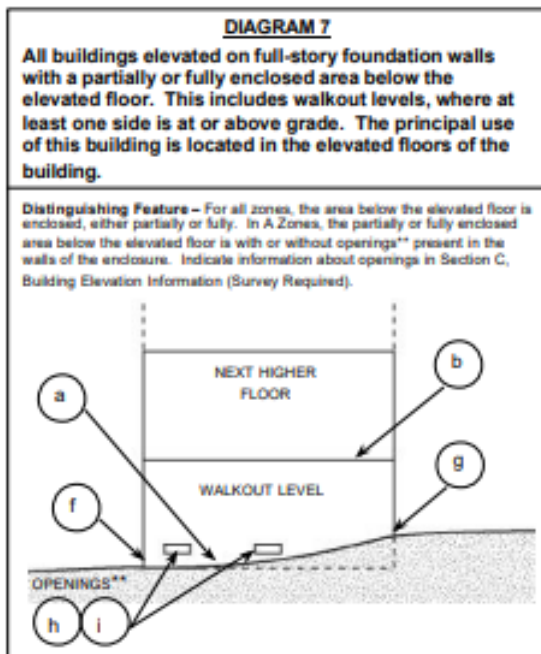 DIAGRAM 7
All buildings elevated on full-story foundation walls
with a partially or fully enclosed area below the
elevated floor.  This includes walkout levels, where at
least one side is at or above grade.  The principal use
of this building is located in the elevated floors of the
building.
Distinguishing Feature – For all zones, the area below the elevated floor is
enclosed, either partially or fully.  In A Zones, the partially or fully enclosed
area below the elevated floor is with or without openings** present in the
walls of the enclosure.  Indicate information about openings in Section C,
Building Elevation Information (Survey Required).
NEXT HIGHER
FLOOR
b
a
WALKOUT LEVEL
g
f
OPENINGS**
h i